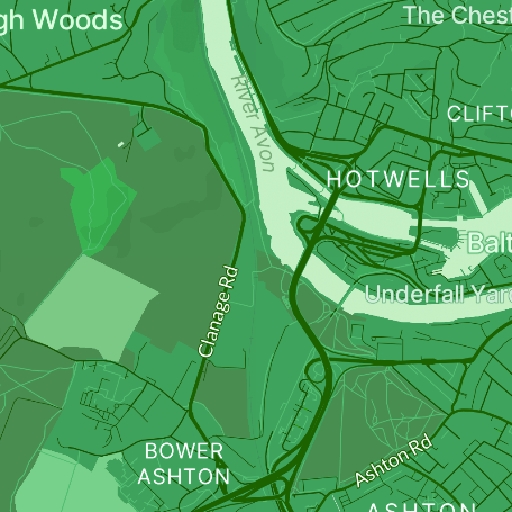 gh Woods
The Chest
River Avon
CLIFTO
HOTWELLS
Balt
Underfall Yard
Clanage Rd
BOWER
ASHTON
Ashton Rd
ASHTON